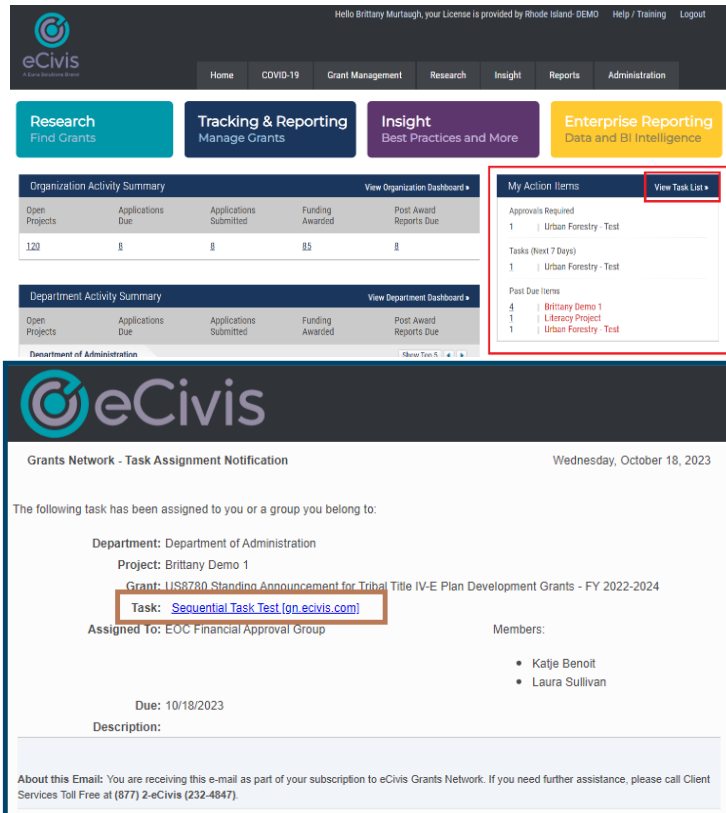 Hello Brittany Murtaugh, your License is provided by Rhode Island- DEMO Help / Training Logout
eCivis
A Euna Solutions Brand
Home COVID-19 Grant Management Research Insight Reports Administration
Research
Find Grants
Tracking & Reporting
Manage Grants
Insight
Best Practices and More
Enterprise Reporting
Data and BI Intelligence
Organization Activity Summary View Organization Dashboard »
Open Projects Applications Due Applications Submitted Funding Awarded Post Award Reports Due
120 8 8 85 8
Department Activity Summary View Department Dashboard »
Open Projects Applications Due Applications Submitted Funding Awarded Post Award Reports Due
Department of Administration Show Top 5
My Action Items View Task List »
Approvals Required
1 | Urban Forestry - Test
Tasks (Next 7 Days)
1 | Urban Forestry - Test
Past Due Items
4 | Brittany Demo 1
1 | Literacy Project
1 | Urban Forestry - Test
eCivis
Grants Network - Task Assignment Notification Wednesday, October 18, 2023
The following task has been assigned to you or a group you belong to:
Department: Department of Administration
Project: Brittany Demo 1
Grant: US8780 Standing Announcement for Tribal Title IV-E Plan Development Grants - FY 2022-2024
Task: Sequential Task Test [gn.ecivis.com]
Assigned To: EOC Financial Approval Group Members:
• Katje Benoit
• Laura Sullivan
Due: 10/18/2023
Description:
About this Email: You are receiving this e-mail as part of your subscription to eCivis Grants Network. If you need further assistance, please call Client
Services Toll Free at (877) 2-eCivis (232-4847).